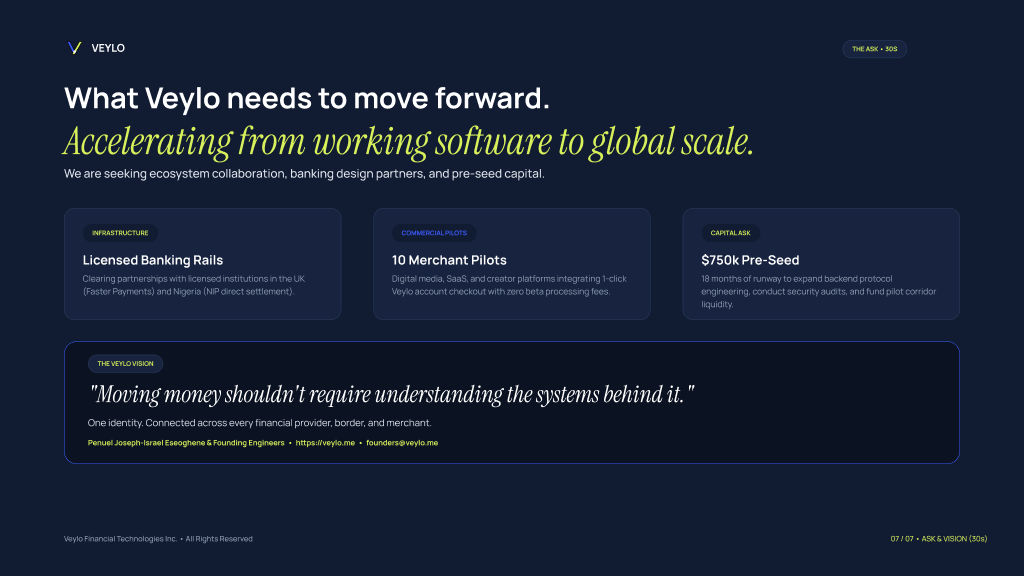 VEYLO
THE ASK • 30S
What Veylo needs to move forward.
Accelerating from working software to global scale.
We are seeking ecosystem collaboration, banking design partners, and pre-seed capital.
INFRASTRUCTURE
Licensed Banking Rails
Clearing partnerships with licensed institutions in the UK
(Faster Payments) and Nigeria (NIP direct settlement).
COMMERCIAL PILOTS
10 Merchant Pilots
Digital media, SaaS, and creator platforms integrating 1-click
Veylo account checkout with zero beta processing fees.
CAPITAL ASK
$750k Pre-Seed
18 months of runway to expand backend protocol
engineering, conduct security audits, and fund pilot corridor
liquidity.
THE VEYLO VISION
"Moving money shouldn't require understanding the systems behind it."
One identity. Connected across every financial provider, border, and merchant.
Penuel Joseph-Israel Eseoghene & Founding Engineers • https://veylo.me • founders@veylo.me
Veylo Financial Technologies Inc. • All Rights Reserved
07 / 07 • ASK & VISION (30s)